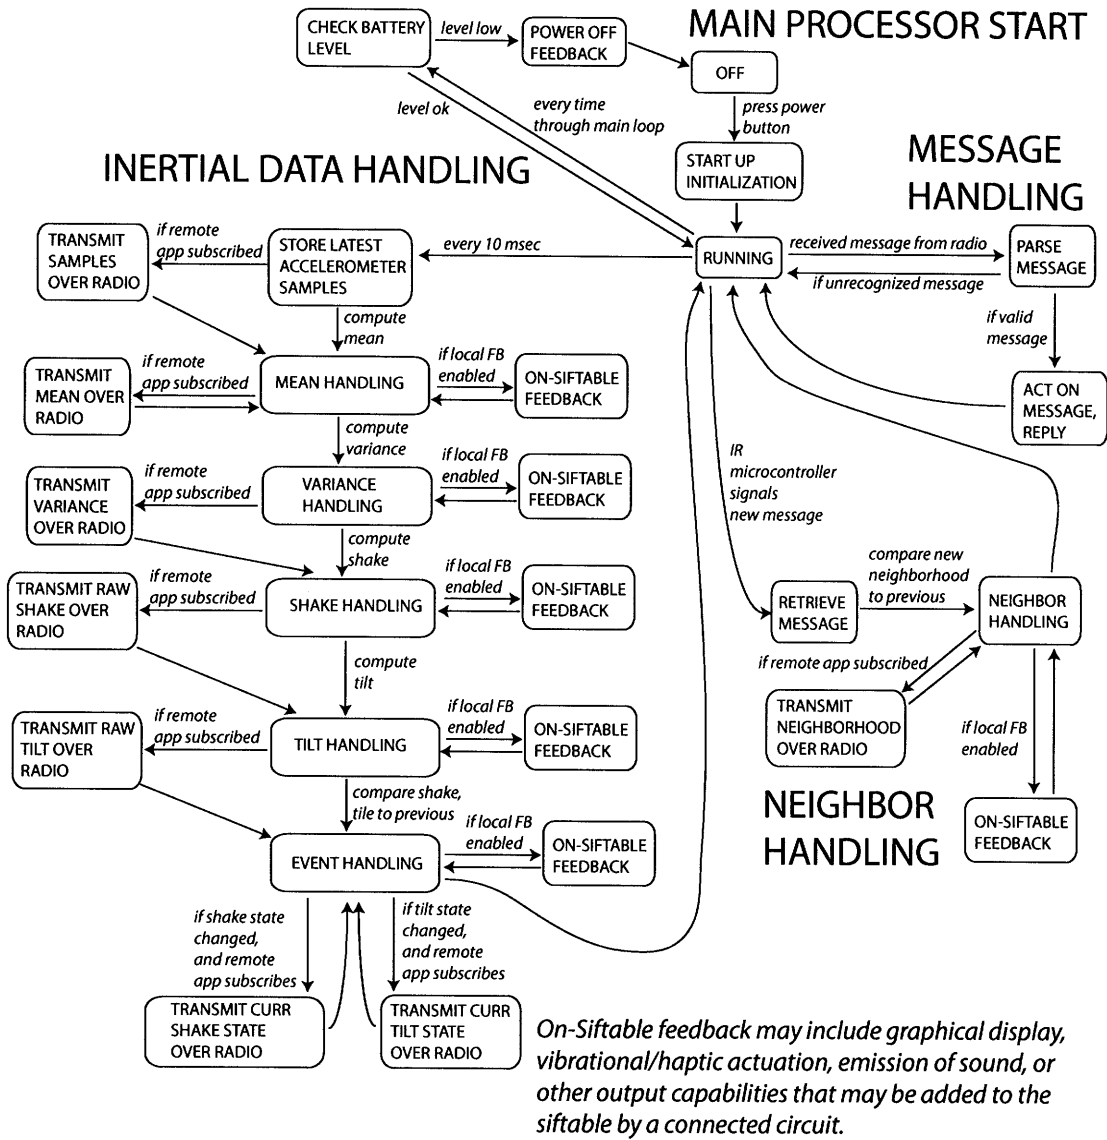 MAIN PROCESSOR START
CHECK BATTERY
LEVEL
level low
POWER OFF
FEEDBACK
OFF
level ok
every time
through main loop
press power
button
START UP
INITIALIZATION
INERTIAL DATA HANDLING
MESSAGE
HANDLING
TRANSMIT
SAMPLES
OVER RADIO
if remote
app subscribed
STORE LATEST
ACCELEROMETER
SAMPLES
every 10 msec
RUNNING
received message from radio
if unrecognized message
PARSE
MESSAGE
compute
mean
if valid
message
TRANSMIT
MEAN OVER
RADIO
if remote
app subscribed
MEAN HANDLING
if local FB
enabled
ON-SIFTABLE
FEEDBACK
ACT ON
MESSAGE,
REPLY
compute
variance
TRANSMIT
VARIANCE
OVER RADIO
if remote
app subscribed
VARIANCE
HANDLING
if local FB
enabled
ON-SIFTABLE
FEEDBACK
IR
microcontroller
signals
new message
compute
shake
TRANSMIT RAW
SHAKE OVER
RADIO
if remote
app subscribed
SHAKE HANDLING
if local FB
enabled
ON-SIFTABLE
FEEDBACK
RETRIEVE
MESSAGE
compare new
neighborhood
to previous
NEIGHBOR
HANDLING
compute
tilt
if remote app subscribed
TRANSMIT
NEIGHBORHOOD
OVER RADIO
if local FB
enabled
TRANSMIT RAW
TILT OVER
RADIO
if remote
app subscribed
TILT HANDLING
if local FB
enabled
ON-SIFTABLE
FEEDBACK
compare shake,
tile to previous
NEIGHBOR
HANDLING
ON-SIFTABLE
FEEDBACK
EVENT HANDLING
if local FB
enabled
ON-SIFTABLE
FEEDBACK
if shake state
changed,
and remote
app subscribes
if tilt state
changed,
and remote
app subscribes
TRANSMIT CURR
SHAKE STATE
OVER RADIO
TRANSMIT CURR
TILT STATE
OVER RADIO
On-Siftable feedback may include graphical display,
vibrational/haptic actuation, emission of sound, or
other output capabilities that may be added to the
siftable by a connected circuit.